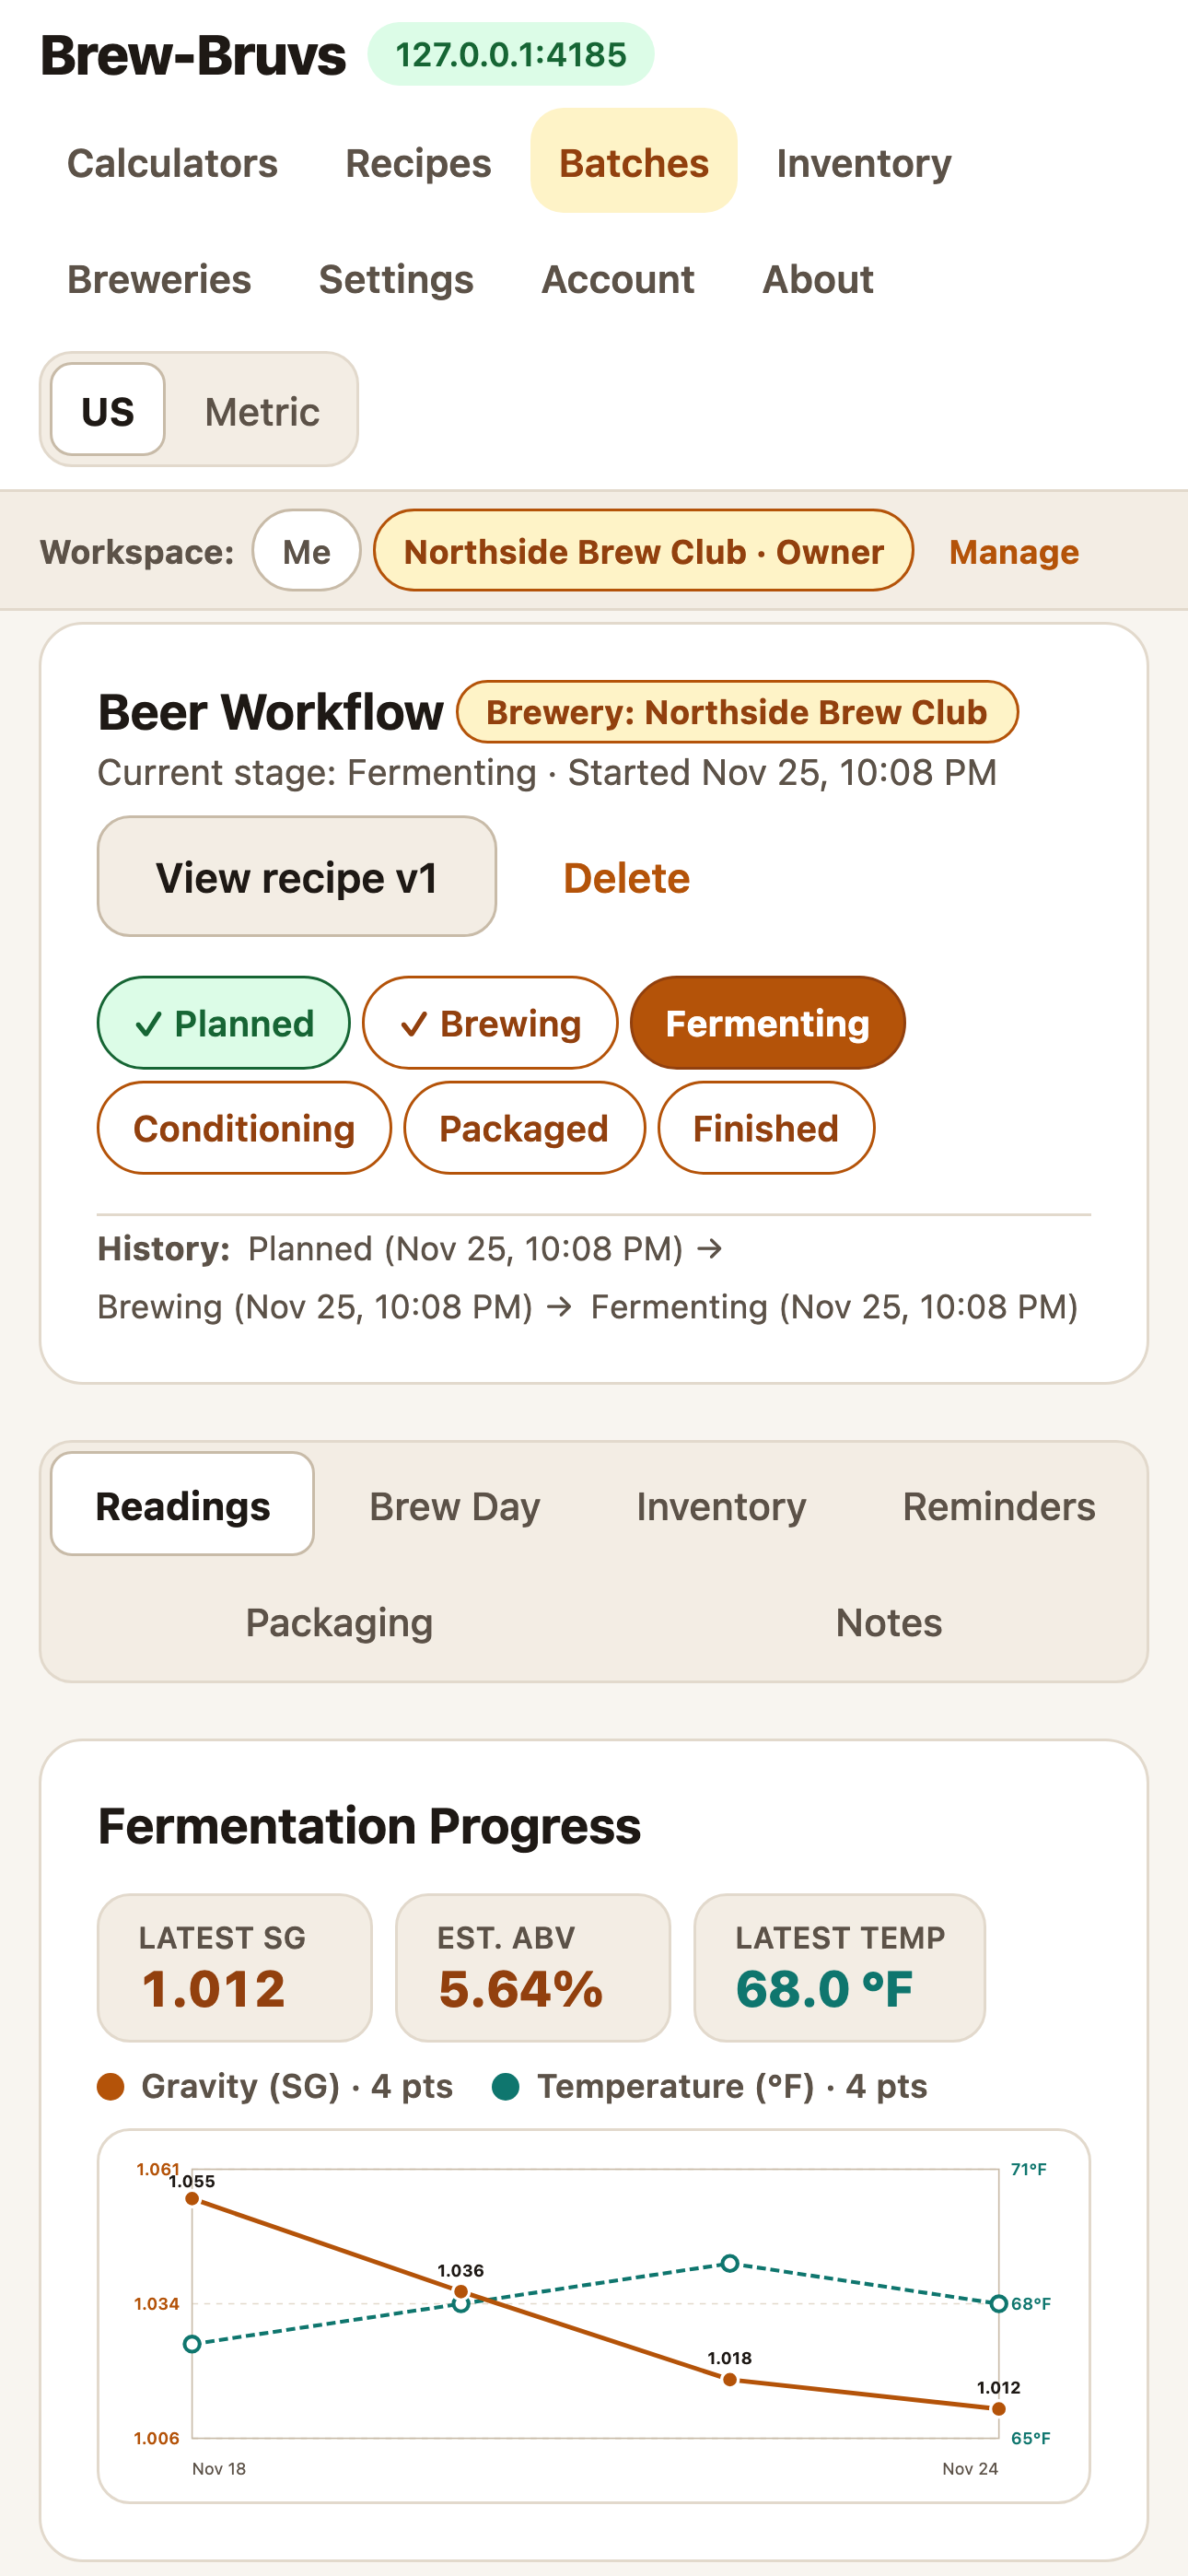 Brew-Bruvs 127.0.0.1:4185
Calculators Recipes Batches Inventory
Breweries Settings Account About
US Metric
Workspace: Me Northside Brew Club · Owner Manage
Beer Workflow Brewery: Northside Brew Club
Current stage: Fermenting · Started Nov 25, 10:08 PM
View recipe v1 Delete
✓ Planned ✓ Brewing Fermenting
Conditioning Packaged Finished
History: Planned (Nov 25, 10:08 PM) →
Brewing (Nov 25, 10:08 PM) → Fermenting (Nov 25, 10:08 PM)
Readings Brew Day Inventory Reminders
Packaging Notes
Fermentation Progress
LATEST SG EST. ABV LATEST TEMP
1.012 5.64% 68.0 °F
Gravity (SG) · 4 pts Temperature (°F) · 4 pts
1.061 71°F
1.055
1.036
1.034 68°F
1.018
1.012
1.006 65°F
Nov 18 Nov 24